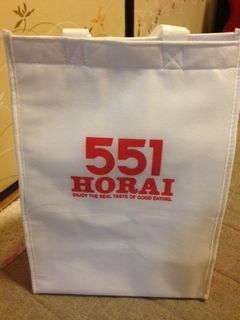 551
HORAI
ENJOY THE REAL TASTE OF GOOD EATING.